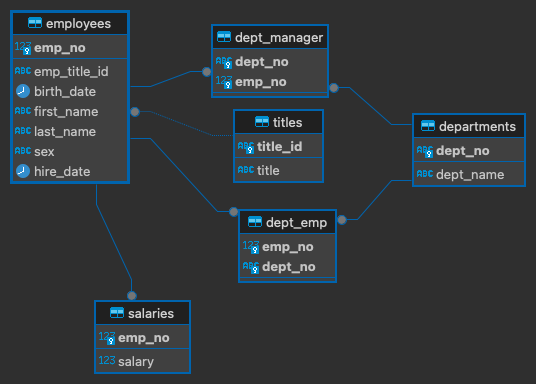 employees
123 emp_no
ABC emp_title_id
birth_date
ABC first_name
ABC last_name
ABC sex
hire_date
dept_manager
ABC dept_no
123 emp_no
titles
ABC title_id
ABC title
departments
ABC dept_no
ABC dept_name
dept_emp
123 emp_no
ABC dept_no
salaries
123 emp_no
123 salary